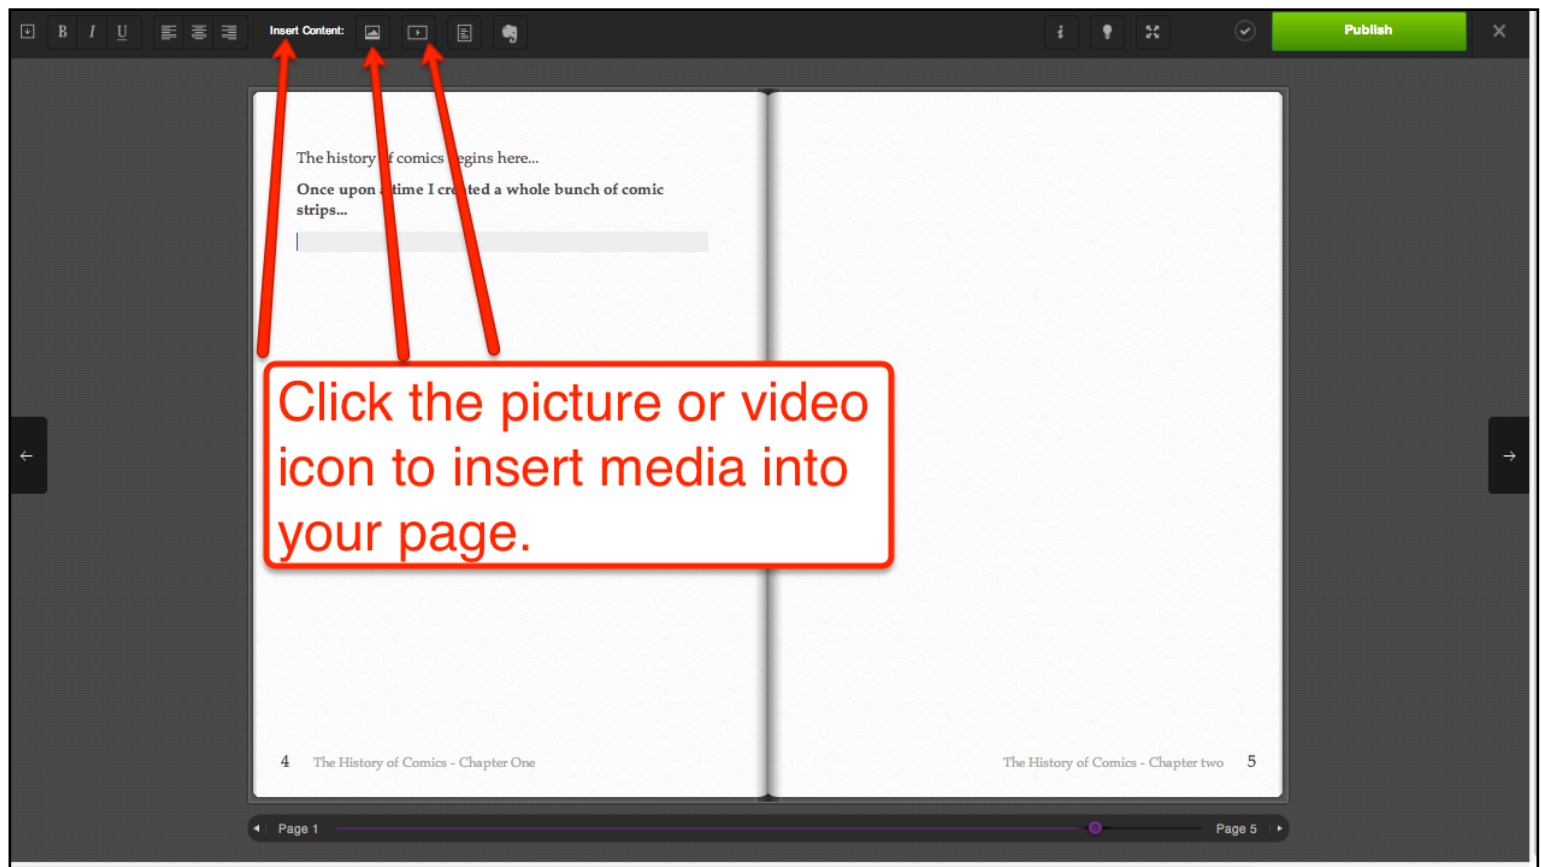 B I U Insert Content: i Publish
The history of comics begins here...
Once upon a time I created a whole bunch of comic
strips...
Click the picture or video
icon to insert media into
your page.
4 The History of Comics - Chapter One
The History of Comics - Chapter two 5
Page 1 Page 5